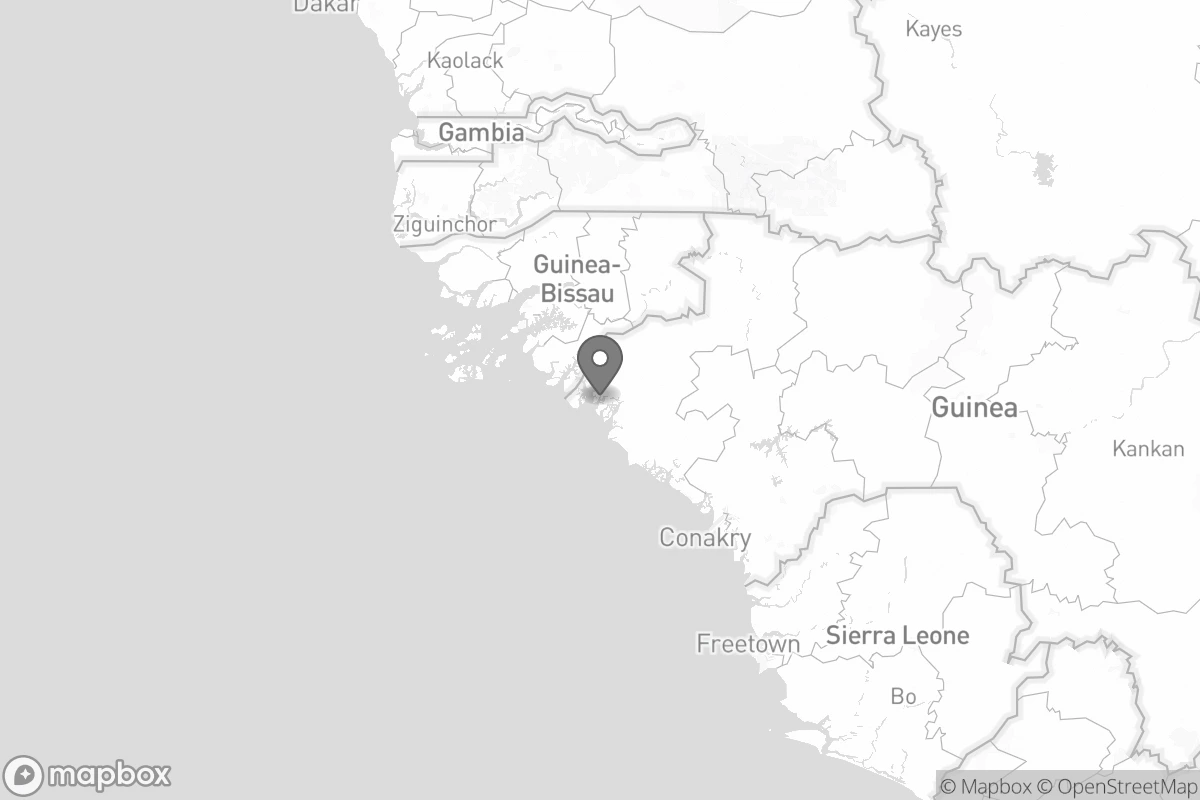 Dakar
Kayes
Kaolack
Gambia
Ziguinchor
Guinea-
Bissau
Guinea
Kankan
Conakry
Freetown
Sierra Leone
Bo
mapbox
© Mapbox © OpenStreetMap